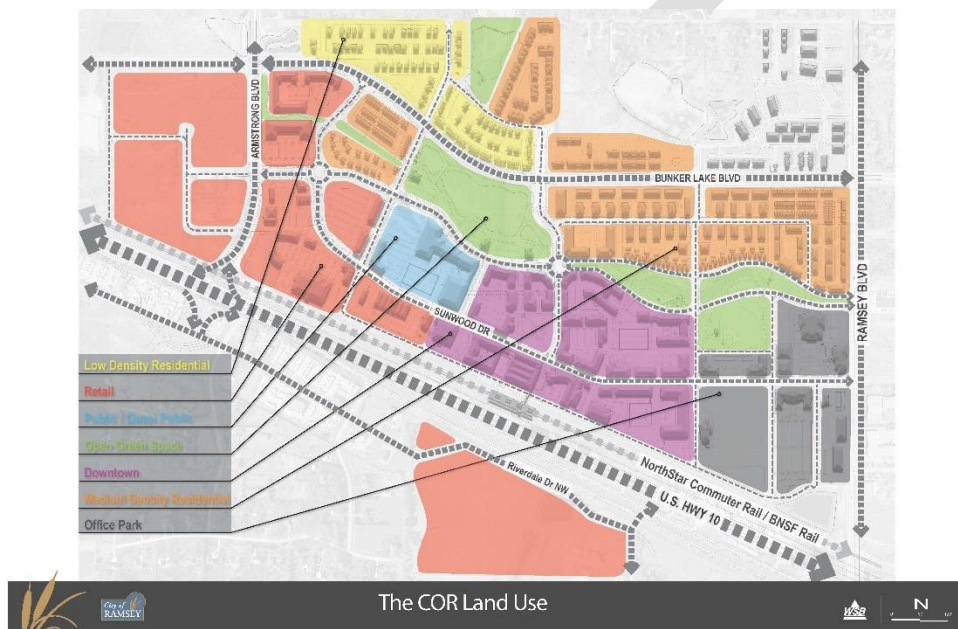 ARMSTRONG BLVD
BUNKER LAKE BLVD
RAMSEY BLVD
SUNWOOD DR
Low Density Residential
Retail
Public / Quasi Public
Open Green Space
Downtown
Medium Density Residential
Office Park
NorthStar Commuter Rail / BNSF Rail
U.S. HWY 10
Riverdale Dr NW
City of
RAMSEY
The COR Land Use
WSB
N